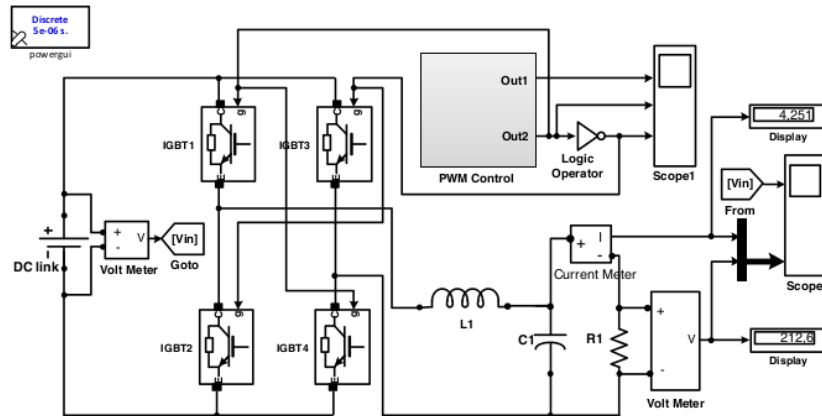 Discrete
5e-06 s.
powergui
g
C
IGBT1
E
g
C
IGBT3
E
Out1
Out2
PWM Control
Logic
Operator
Scope1
4,251
Display
[Vin]
From
Scope
+
-
DC link
+
-
V
Volt Meter
[Vin]
Goto
g
C
IGBT2
E
g
C
IGBT4
E
L1
C1
+
I
-
Current Meter
R1
+
-
V
Volt Meter
212,6
Display